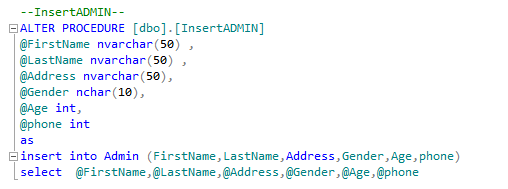 --InsertADMIN--
ALTER PROCEDURE [dbo].[InsertADMIN]
@FirstName nvarchar(50) ,
@LastName nvarchar(50) ,
@Address nvarchar(50),
@Gender nchar(10),
@Age int,
@phone int
as
insert into Admin (FirstName,LastName,Address,Gender,Age,phone)
select  @FirstName,@LastName,@Address,@Gender,@Age,@phone